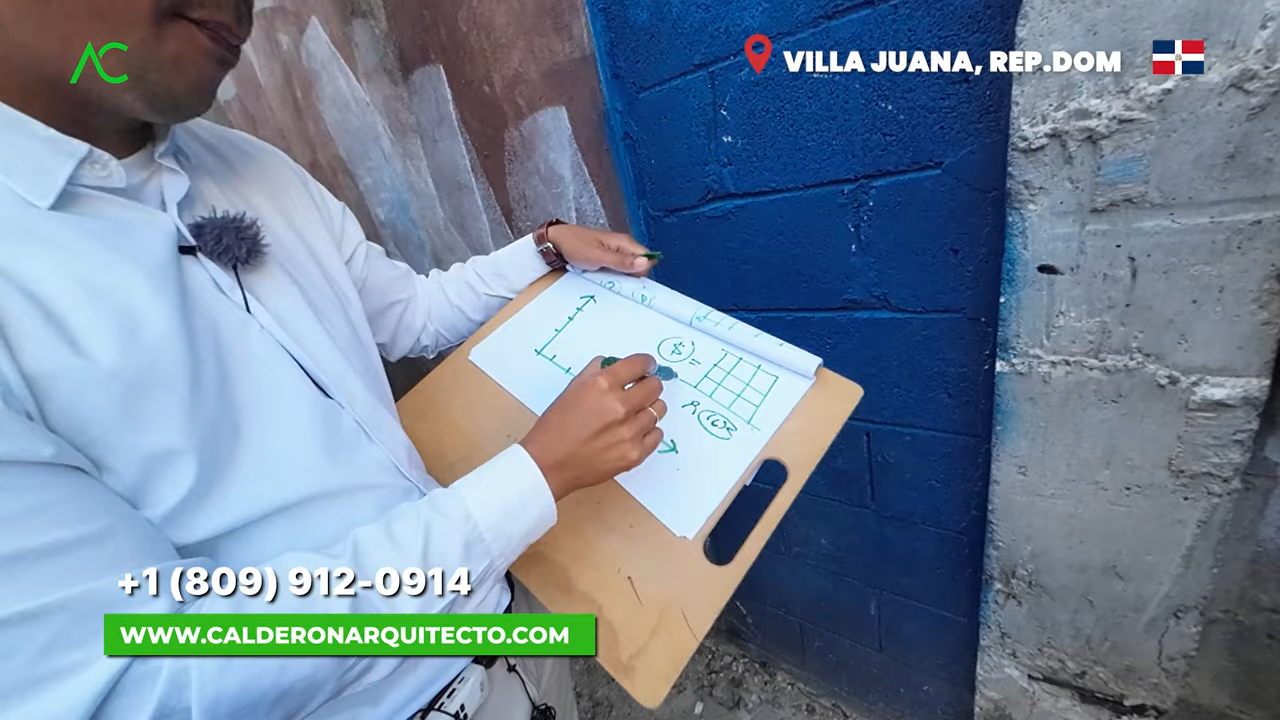 AC
VILLA JUANA, REP.DOM
$ =
+1 (809) 912-0914
WWW.CALDERONARQUITECTO.COM